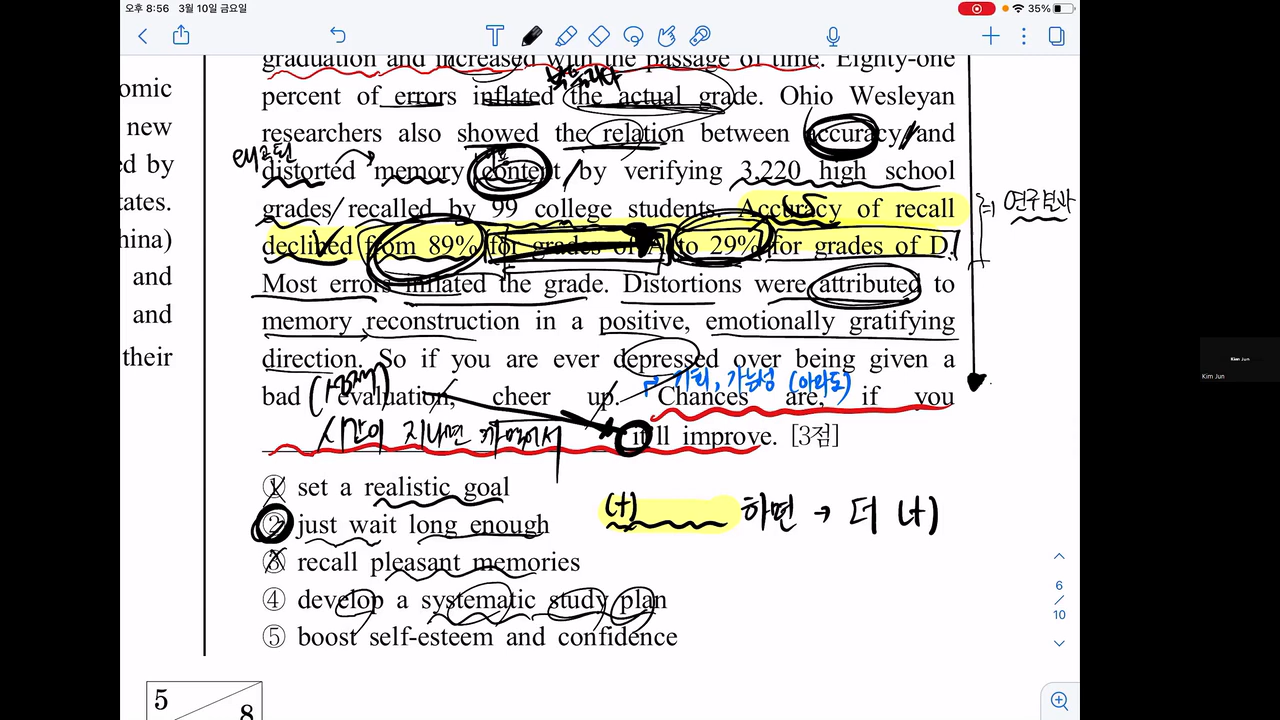 오후 8:56 3월 10일 금요일
35%
graduation and increased with the passage of time. Eighty-one
percent of errors inflated the actual grade. Ohio Wesleyan
researchers also showed the relation between accuracy and
왜곡된
distorted memory content by verifying 3,220 high school
grades recalled by 99 college students. Accuracy of recall
declined from 89% for grades of A to 29% for grades of D.
연구결과
Most errors inflated the grade. Distortions were attributed to
memory reconstruction in a positive, emotionally gratifying
direction. So if you are ever depressed over being given a
기회, 가능성 (아마도)
bad evaluation, cheer up. Chances are, if you
시간이 지나면
it'll improve. [3점]
① set a realistic goal
② just wait long enough
(+) 하면 → 더 나
③ recall pleasant memories
④ develop a systematic study plan
⑤ boost self-esteem and confidence
omic
new
ed by
tates.
hina)
and
and
their
6
/
10
5
8
Kim Jun
Kim Jun